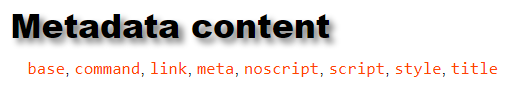 Metadata content
base, command, link, meta, noscript, script, style, title